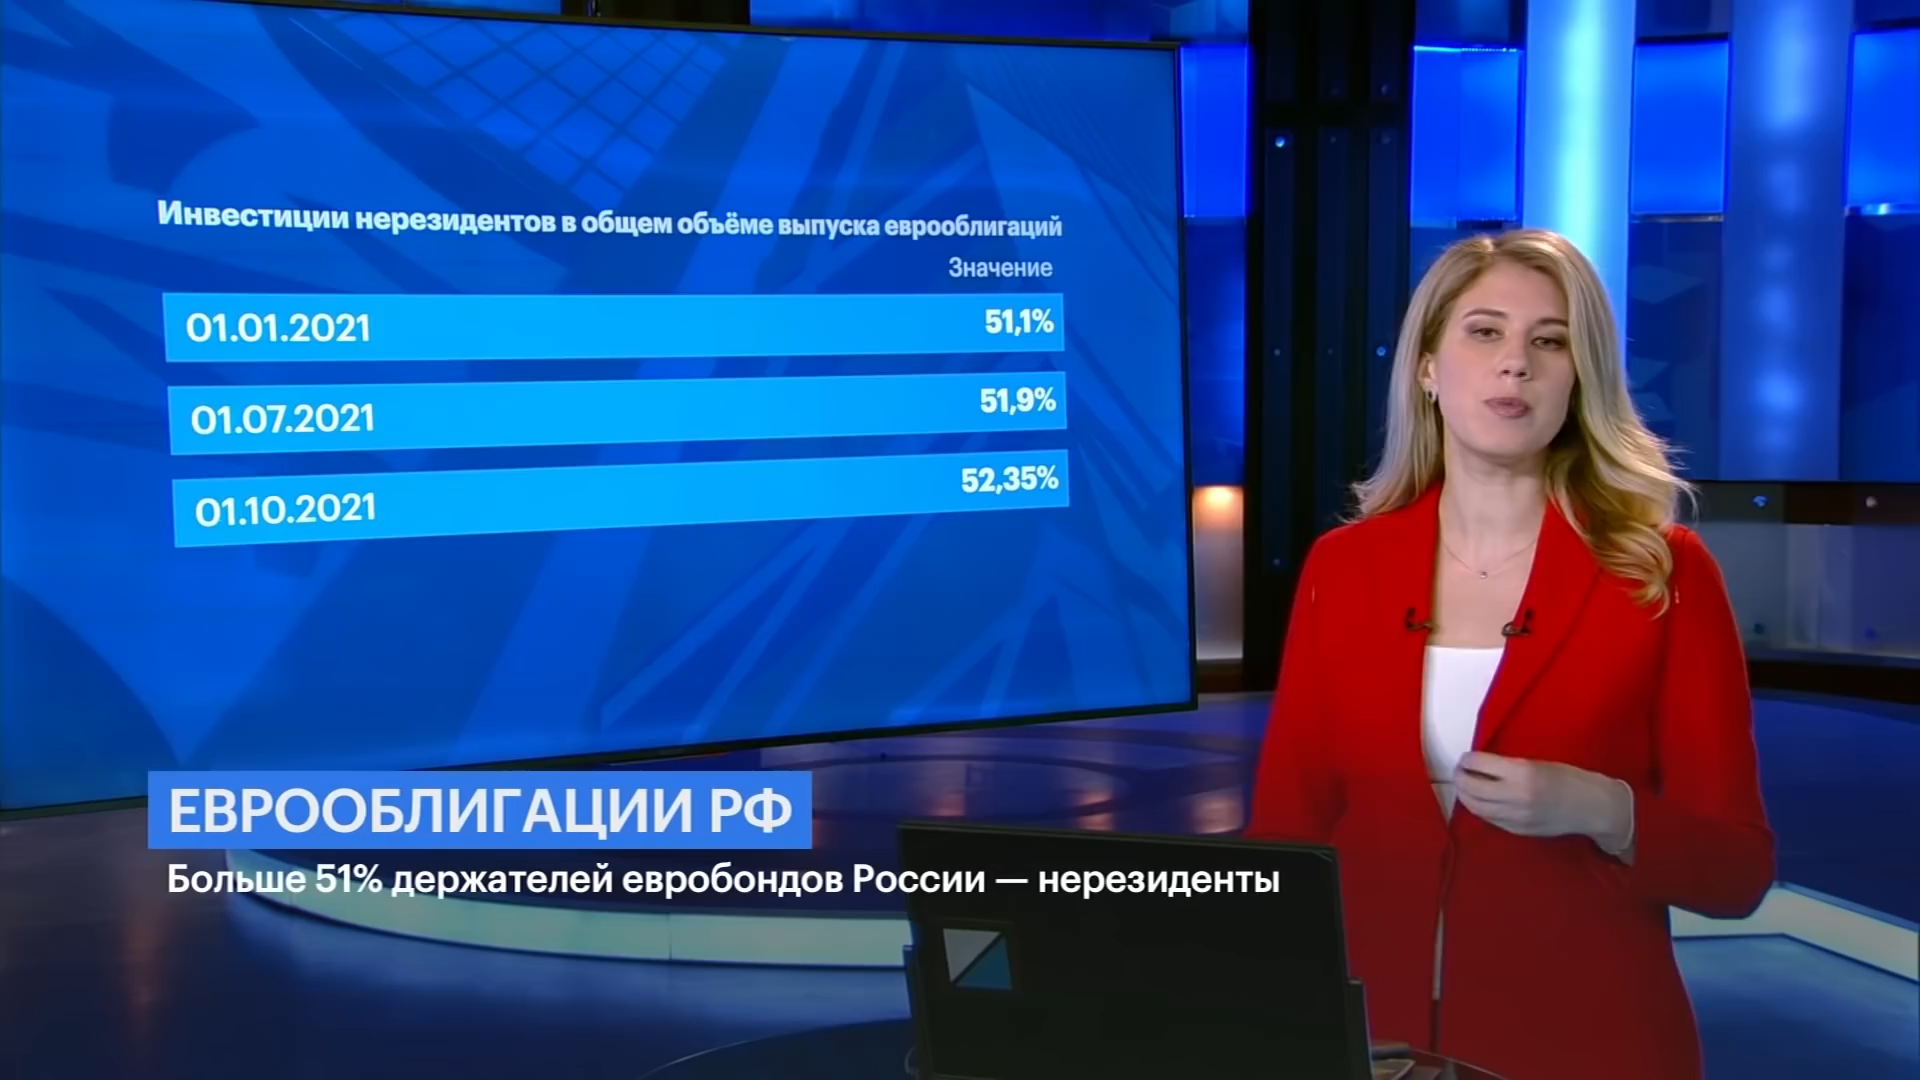 Инвестиции нерезидентов в общем объёме выпуска еврооблигаций
Значение
01.01.2021 51,1%
01.07.2021 51,9%
01.10.2021 52,35%
ЕВРООБЛИГАЦИИ РФ
Больше 51% держателей евробондов России — нерезиденты